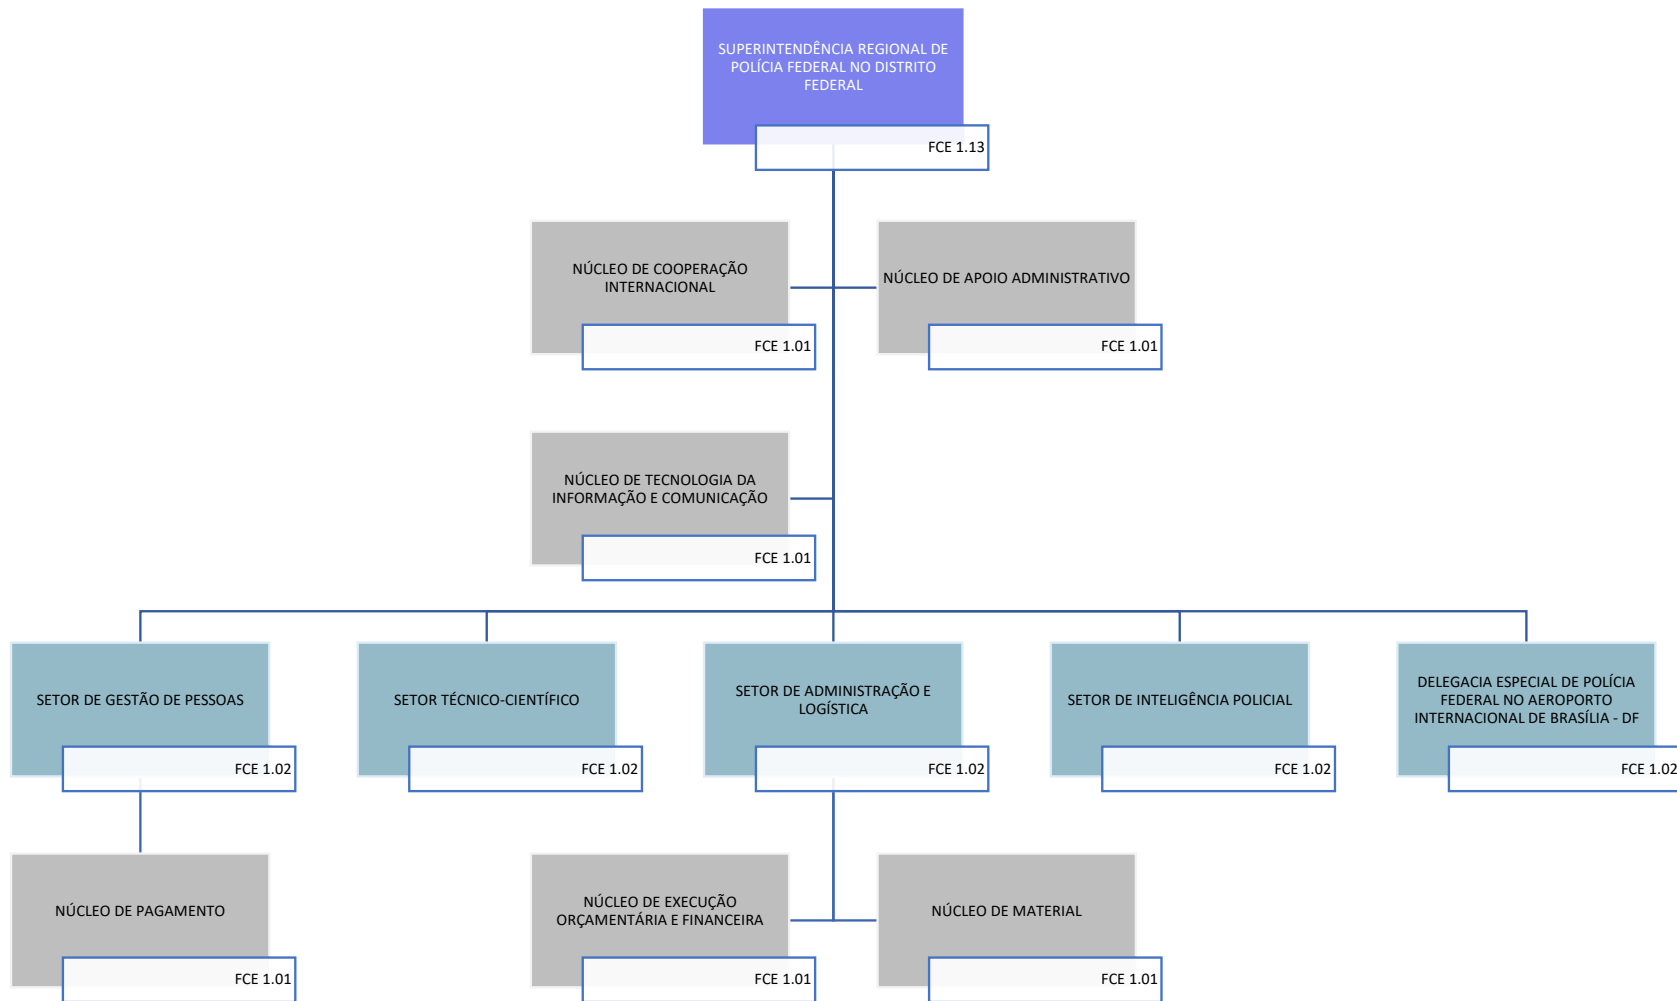 SUPERINTENDÊNCIA REGIONAL DE
POLÍCIA FEDERAL NO DISTRITO
FEDERAL
FCE 1.13
NÚCLEO DE COOPERAÇÃO
INTERNACIONAL
FCE 1.01
NÚCLEO DE APOIO ADMINISTRATIVO
FCE 1.01
NÚCLEO DE TECNOLOGIA DA
INFORMAÇÃO E COMUNICAÇÃO
FCE 1.01
SETOR DE GESTÃO DE PESSOAS
FCE 1.02
SETOR TÉCNICO-CIENTÍFICO
FCE 1.02
SETOR DE ADMINISTRAÇÃO E
LOGÍSTICA
FCE 1.02
SETOR DE INTELIGÊNCIA POLICIAL
FCE 1.02
DELEGACIA ESPECIAL DE POLÍCIA
FEDERAL NO AEROPORTO
INTERNACIONAL DE BRASÍLIA - DF
FCE 1.02
NÚCLEO DE PAGAMENTO
FCE 1.01
NÚCLEO DE EXECUÇÃO
ORÇAMENTÁRIA E FINANCEIRA
FCE 1.01
NÚCLEO DE MATERIAL
FCE 1.01